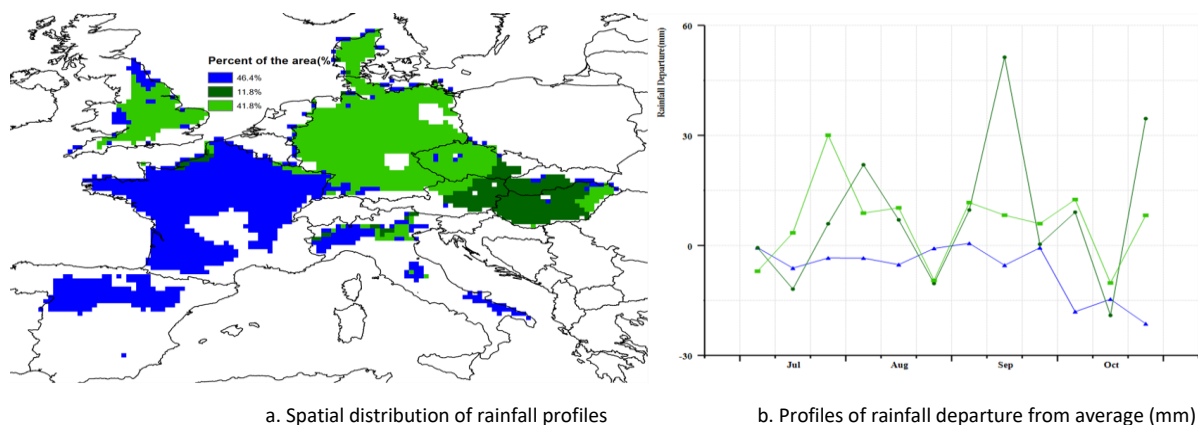 Percent of the area(%
46.4%
11.8%
41.8%
Rainfall Departure(mm)
60
30
0
-30
Jul
Aug
Sep
Oct
a. Spatial distribution of rainfall profiles
b. Profiles of rainfall departure from average (mm)